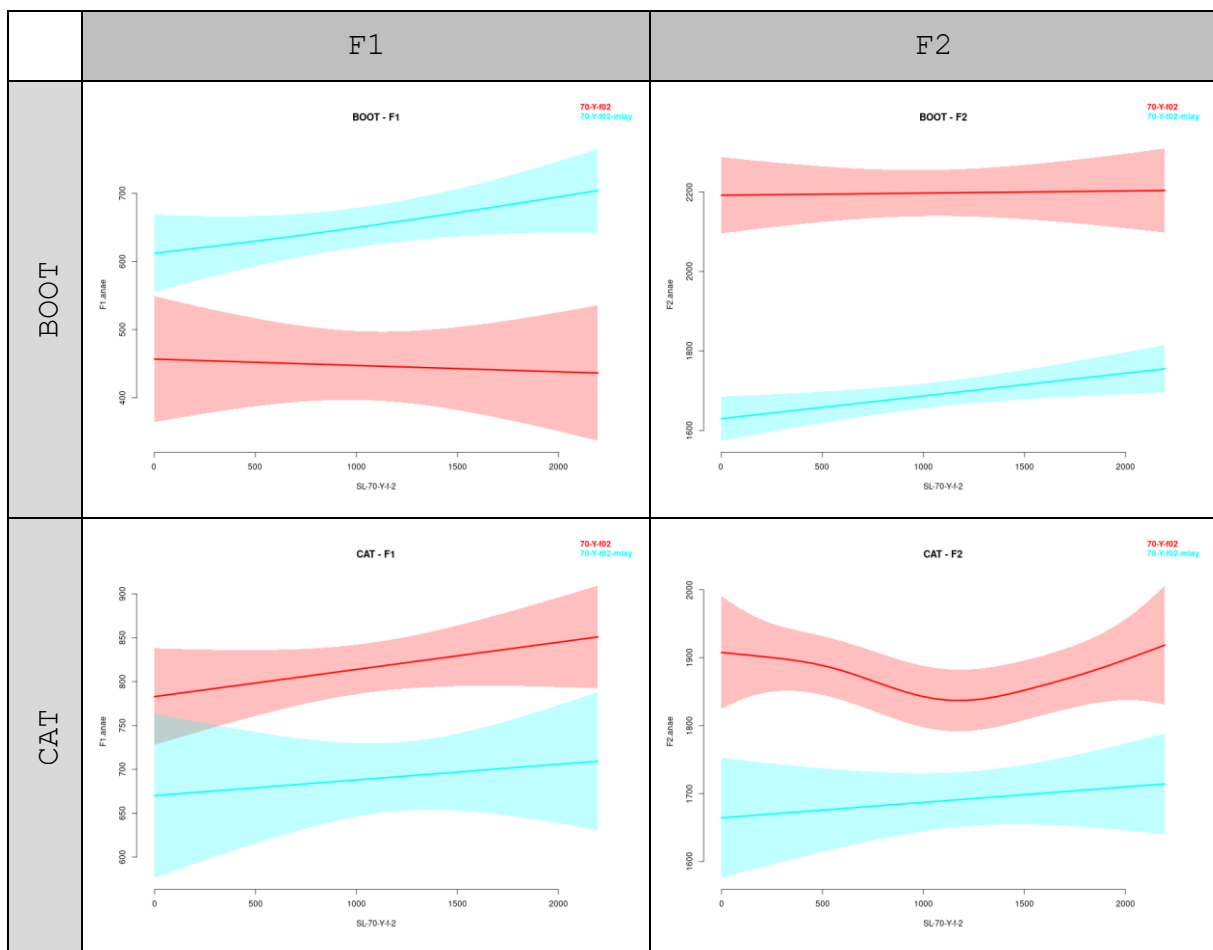 F1
F2
BOOT
BOOT - F1
70-Y-f02
70-Y-f02-mlay
F1.anae
700
600
500
400
0 500 1000 1500 2000
SL-70-Y-f-2
BOOT - F2
70-Y-f02
70-Y-f02-mlay
F2.anae
2200
2000
1800
1600
0 500 1000 1500 2000
SL-70-Y-f-2
CAT
CAT - F1
70-Y-f02
70-Y-f02-mlay
F1.anae
900
850
800
750
700
650
600
0 500 1000 1500 2000
SL-70-Y-f-2
CAT - F2
70-Y-f02
70-Y-f02-mlay
F2.anae
2000
1900
1800
1700
1600
0 500 1000 1500 2000
SL-70-Y-f-2